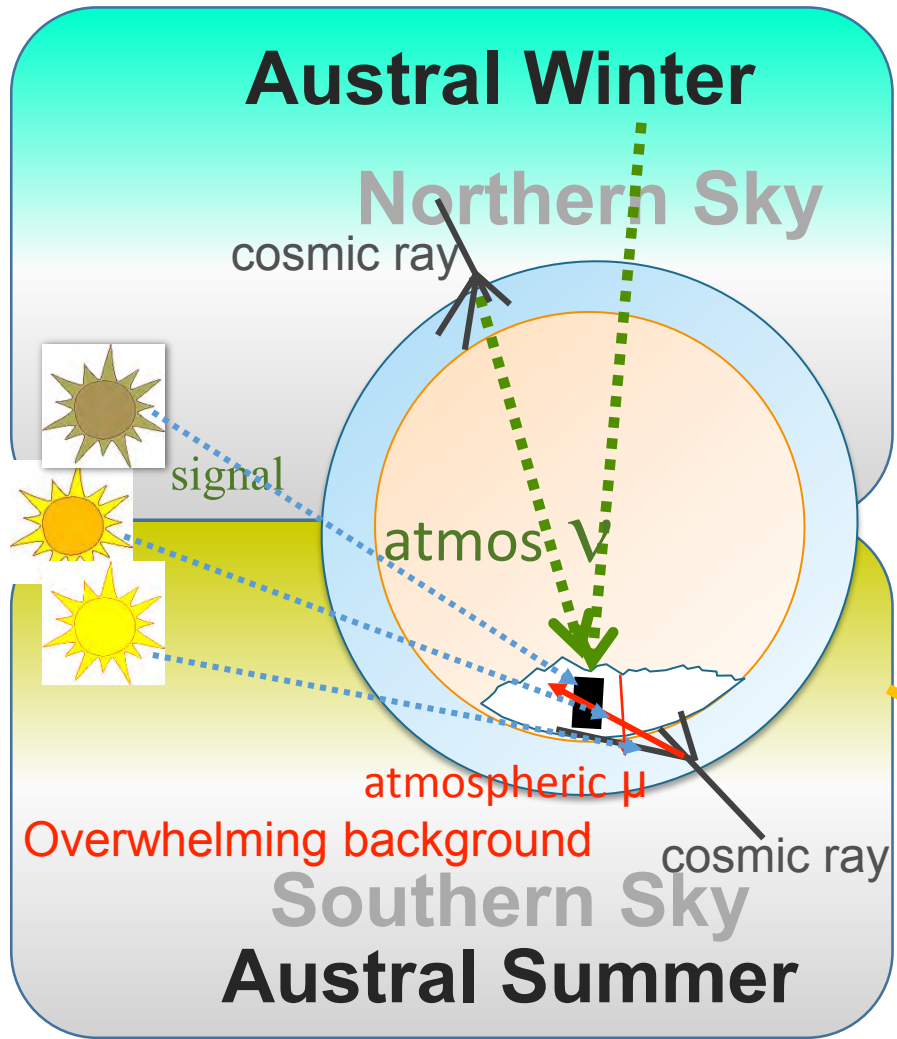 Austral Winter
Northern Sky
cosmic ray
signal
atmos ν
atmospheric μ
Overwhelming background
cosmic ray
Southern Sky
Austral Summer